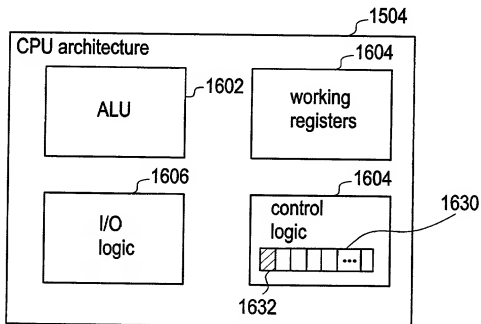 1504
CPU architecture
1604
1602
ALU
working
registers
1606
1604
1630
I/O
logic
control
logic
...
1632